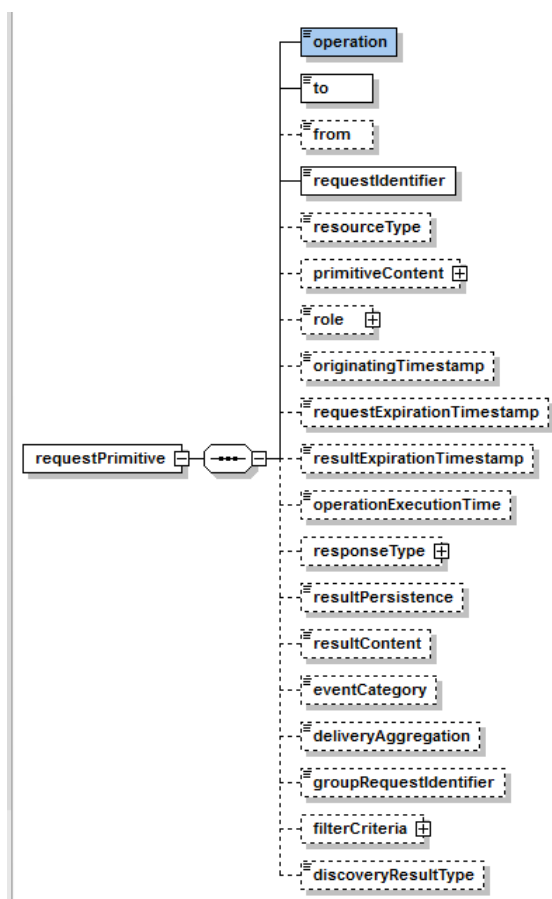 operation
to
from
requestIdentifier
resourceType
primitiveContent
role
originatingTimestamp
requestExpirationTimestamp
requestPrimitive
resultExpirationTimestamp
operationExecutionTime
responseType
resultPersistence
resultContent
eventCategory
deliveryAggregation
groupRequestIdentifier
filterCriteria
discoveryResultType